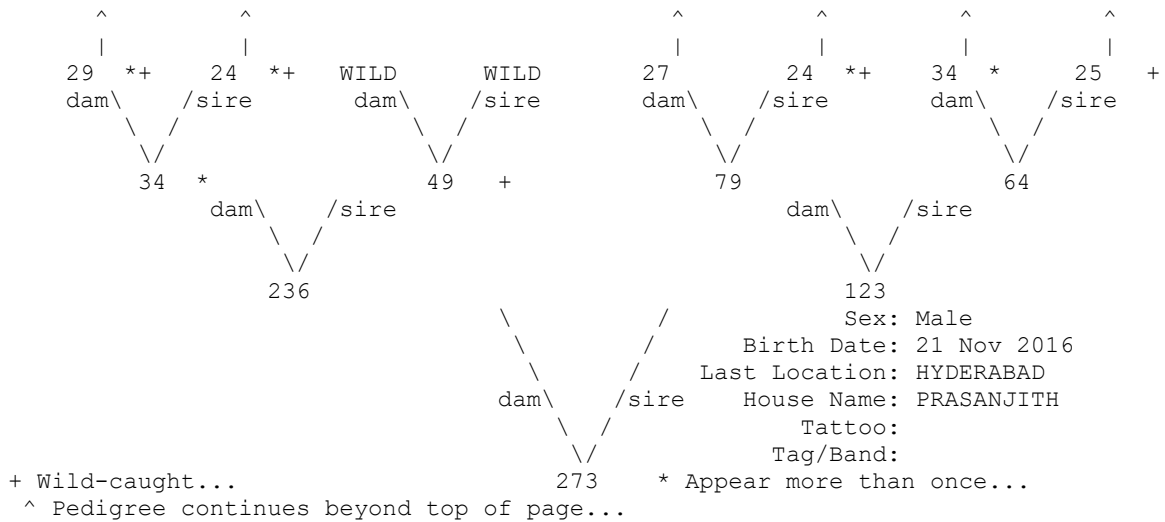 ^ ^ ^ ^ ^ ^
| | | | | |
29 *+ 24 *+ WILD WILD 27 24 *+ 34 * 25 +
dam\ /sire dam\ /sire dam\ /sire dam\ /sire
\ / \ / \ / \ /
\/ \/ \/ \/
34 * 49 + 79 64
dam\ /sire dam\ /sire
\ / \ /
\/ \/
236 123
\ / Sex: Male
\ / Birth Date: 21 Nov 2016
\ / Last Location: HYDERABAD
dam\ /sire House Name: PRASANJITH
\ / Tattoo:
\/ Tag/Band:
+ Wild-caught... 273 * Appear more than once...
^ Pedigree continues beyond top of page...